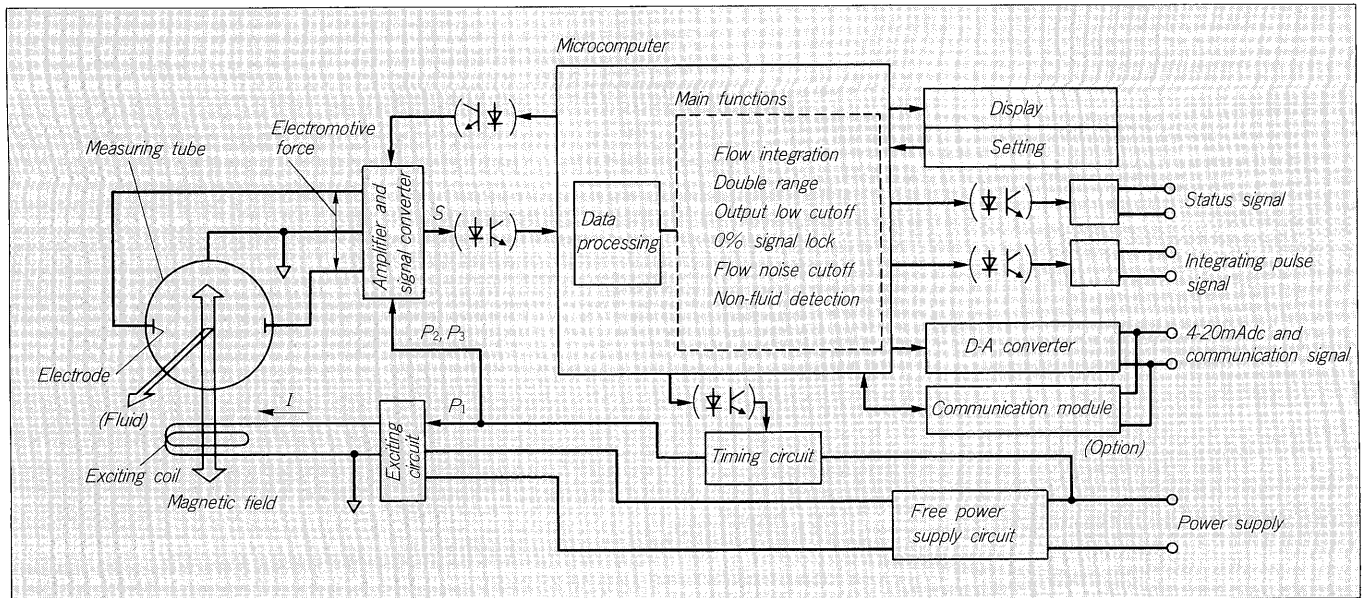 Microcomputer
Main functions
Flow integration
Double range
Output low cutoff
0% signal lock
Flow noise cutoff
Non-fluid detection
Data
processing
Display
Setting
Status signal
Integrating pulse
signal
D-A converter
4-20mAdc and
communication signal
Communication module
(Option)
Timing circuit
Free power
supply circuit
Power supply
Measuring tube
Electromotive
force
Amplifier and
signal converter
S
P2, P3
P1
I
Electrode
(Fluid)
Exciting coil
Magnetic field
Exciting
circuit